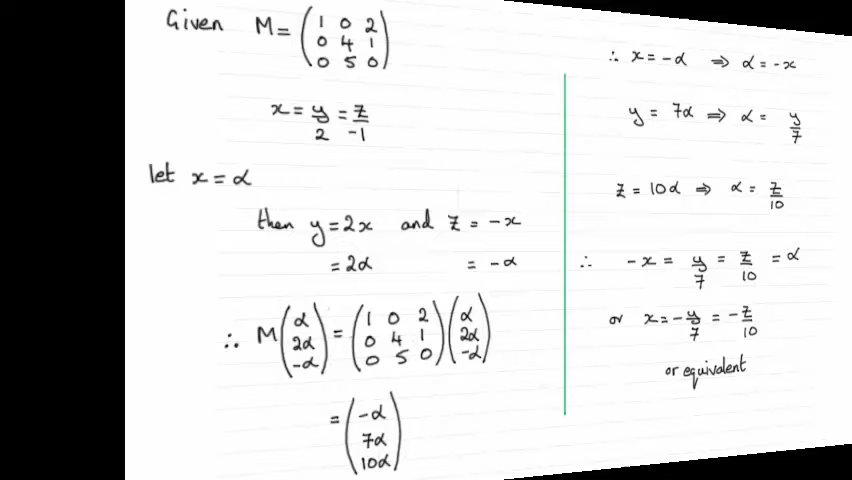 Given M = (1 0 2
0 4 1
0 5 0)
x = y/2 = z/-1
let x = α
then y = 2x and z = -x
= 2α = -α
∴ M (α
2α
-α) = (1 0 2
0 4 1
0 5 0) (α
2α
-α)
= (-α
7α
10α)
∴ x = -α ⇒ α = -x
y = 7α ⇒ α = y/7
z = 10α ⇒ α = z/10
∴ -x = y/7 = z/10 = α
or x = -y/7 = -z/10
or equivalent